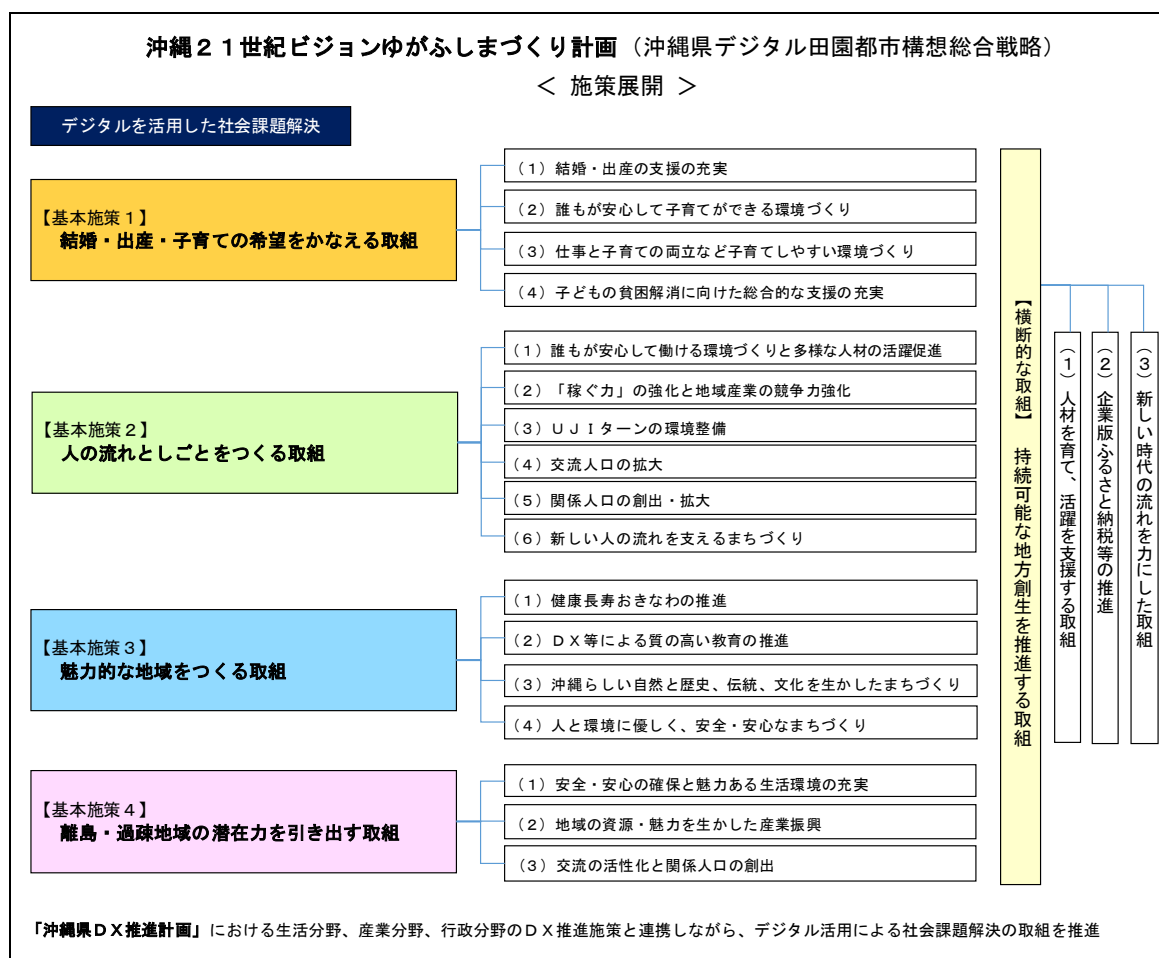 沖縄２１世紀ビジョンゆがふしまづくり計画（沖縄県デジタル田園都市構想総合戦略）
＜ 施策展開 ＞
デジタルを活用した社会課題解決
【基本施策１】
結婚・出産・子育ての希望をかなえる取組
（１）結婚・出産の支援の充実
（２）誰もが安心して子育てができる環境づくり
（３）仕事と子育ての両立など子育てしやすい環境づくり
（４）子どもの貧困解消に向けた総合的な支援の充実
【基本施策２】
人の流れとしごとをつくる取組
（１）誰もが安心して働ける環境づくりと多様な人材の活躍促進
（２）「稼ぐ力」の強化と地域産業の競争力強化
（３）ＵＪＩターンの環境整備
（４）交流人口の拡大
（５）関係人口の創出・拡大
（６）新しい人の流れを支えるまちづくり
【基本施策３】
魅力的な地域をつくる取組
（１）健康長寿おきなわの推進
（２）ＤＸ等による質の高い教育の推進
（３）沖縄らしい自然と歴史、伝統、文化を生かしたまちづくり
（４）人と環境に優しく、安全・安心なまちづくり
【基本施策４】
離島・過疎地域の潜在力を引き出す取組
（１）安全・安心の確保と魅力ある生活環境の充実
（２）地域の資源・魅力を生かした産業振興
（３）交流の活性化と関係人口の創出
【横断的な取組】　持続可能な地方創生を推進する取組
（１）人材を育て、活躍を支援する取組
（２）企業版ふるさと納税等の推進
（３）新しい時代の流れを力にした取組
「沖縄県ＤＸ推進計画」における生活分野、産業分野、行政分野のＤＸ推進施策と連携しながら、デジタル活用による社会課題解決の取組を推進